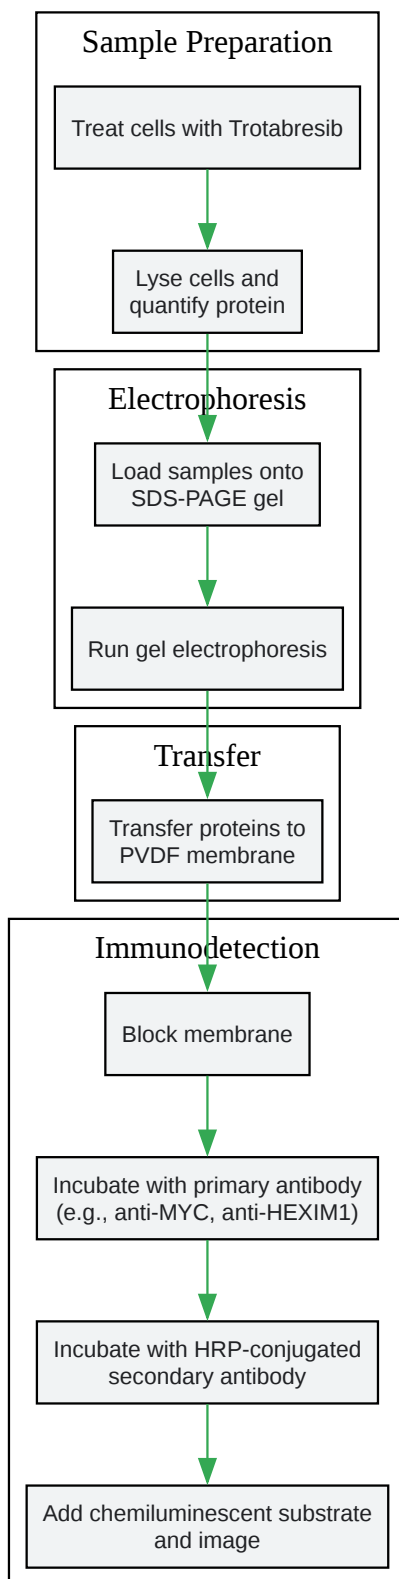 Sample Preparation
Treat cells with Trotabresib
Lyse cells and
quantify protein
Electrophoresis
Load samples onto
SDS-PAGE gel
Run gel electrophoresis
Transfer
Transfer proteins to
PVDF membrane
Immunodetection
Block membrane
Incubate with primary antibody
(e.g., anti-MYC, anti-HEXIM1)
Incubate with HRP-conjugated
secondary antibody
Add chemiluminescent substrate
and image